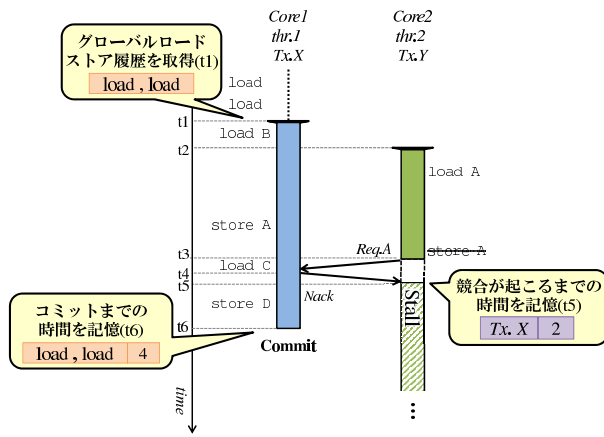 Core1
thr.1
Tx.X
Core2
thr.2
Tx.Y
グローバルロード
ストア履歴を取得(t1)
load , load
load
load
t1
load B
t2
load A
store A
Req.A
store A
t3
load C
t4
t5
Nack
store D
Stall
競合が起こるまでの
時間を記憶(t5)
Tx. X 2
コミットまでの
時間を記憶(t6)
load , load 4
t6
Commit
time
...